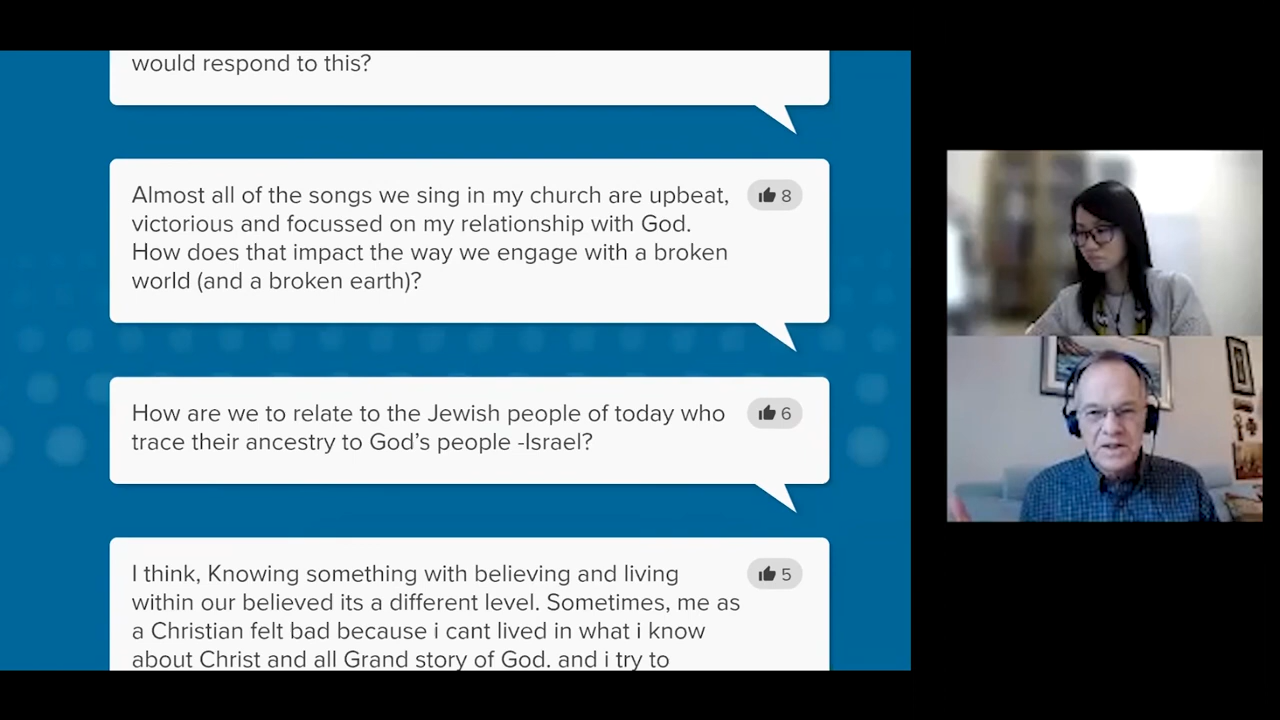 would respond to this?
Almost all of the songs we sing in my church are upbeat,
victorious and focussed on my relationship with God.
How does that impact the way we engage with a broken
world (and a broken earth)?
8
How are we to relate to the Jewish people of today who
trace their ancestry to God's people -Israel?
6
I think, Knowing something with believing and living
within our believed its a different level. Sometimes, me as
a Christian felt bad because i cant lived in what i know
about Christ and all Grand story of God. and i try to
5